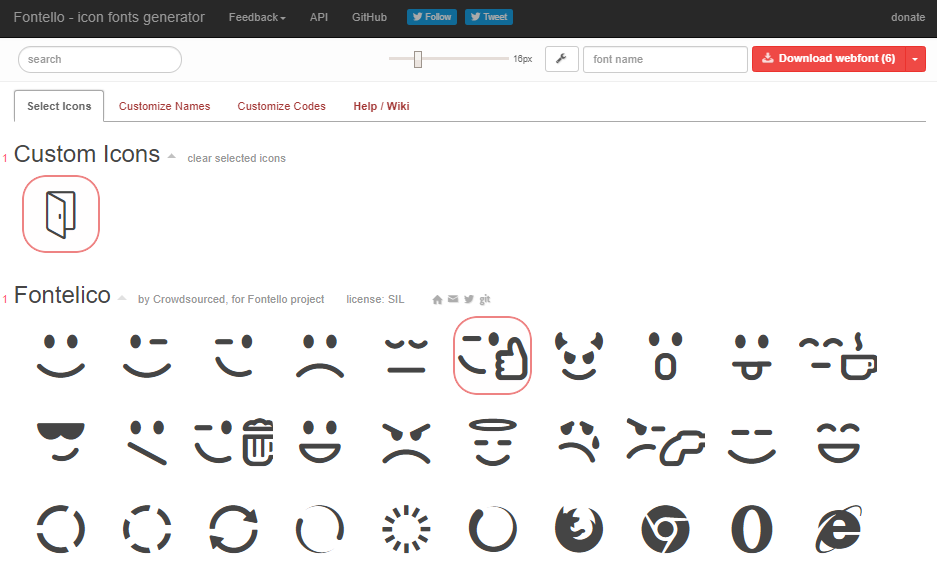 Fontello - icon fonts generator Feedback API GitHub Follow Tweet donate
search 16px font name Download webfont (6)
Select Icons Customize Names Customize Codes Help / Wiki
1 Custom Icons clear selected icons
1 Fontelico by Crowdsourced, for Fontello project license: SIL git